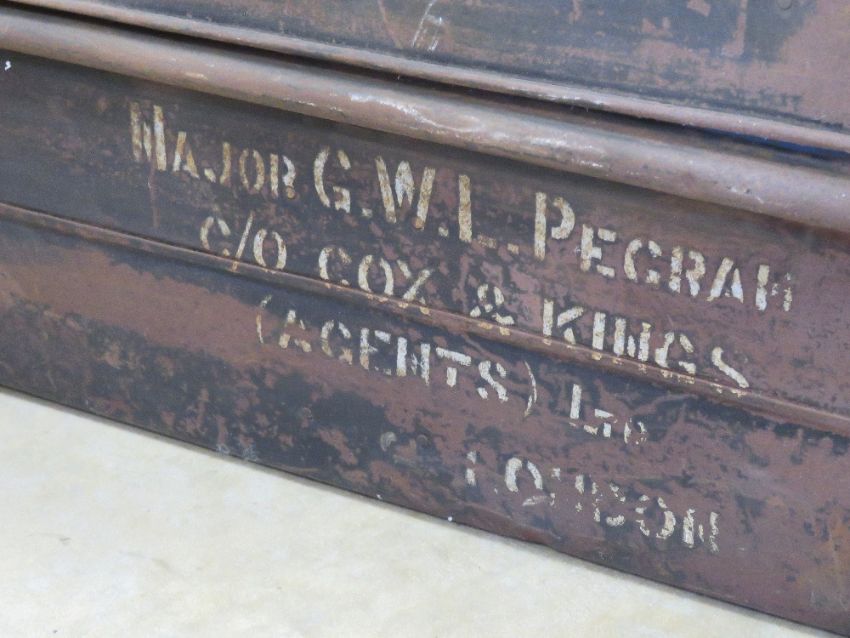 MAJOR. G.W.L. PEGRAM
C/O COX & KINGS
(AGENTS) LTD
LONDON